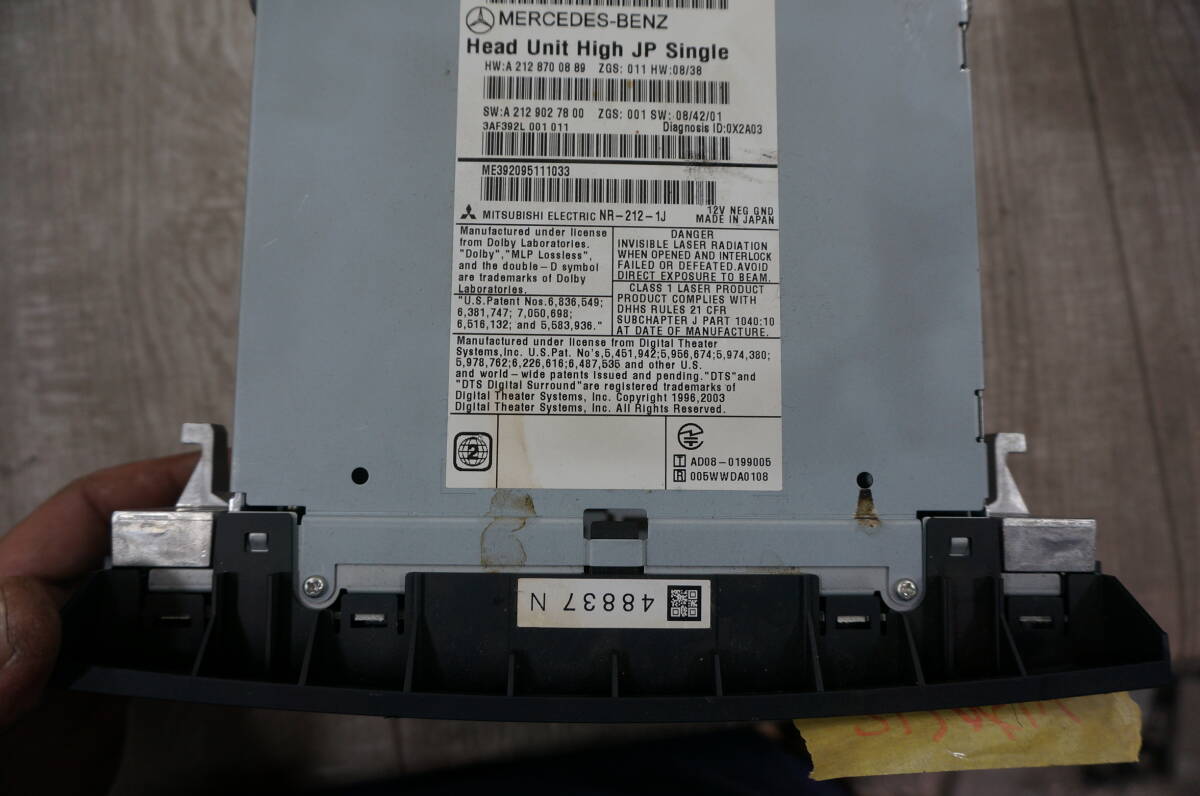 MERCEDES-BENZ
Head Unit High JP Single
HW:A 212 870 08 89 ZGS: 011 HW:08/38
SW:A 212 902 78 00 ZGS: 001 SW: 08/42/01
3AF392L 001 011 Diagnosis ID:0X2A03
ME392095111033
MITSUBISHI ELECTRIC NR-212-1J
12V NEG GND
MADE IN JAPAN
Manufactured under license
from Dolby Laboratories.
"Dolby","MLP Lossless",
and the double-D symbol
are trademarks of Dolby
Laboratories.
"U.S.Patent Nos.6,836,549;
6,381,747; 7,050,698;
6,516,132; and 5,583,936."
DANGER
INVISIBLE LASER RADIATION
WHEN OPENED AND INTERLOCK
FAILED OR DEFEATED.AVOID
DIRECT EXPOSURE TO BEAM.
CLASS 1 LASER PRODUCT
PRODUCT COMPLIES WITH
DHHS RULES 21 CFR
SUBCHAPTER J PART 1040:10
AT DATE OF MANUFACTURE.
Manufactured under license from Digital Theater
Systems,Inc. U.S.Pat. No's,5,451,942;5,956,674;5,974,380;
5,978,762;6,226,616;6,487,535 and other U.S.
and world-wide patents issued and pending."DTS"and
"DTS Digital Surround"are registered trademarks of
Digital Theater Systems, Inc. Copyright 1996,2003
Digital Theater Systems, Inc. All Rights Reserved.
2
T AD08-0199005
R 005WWDA0108
48837 N